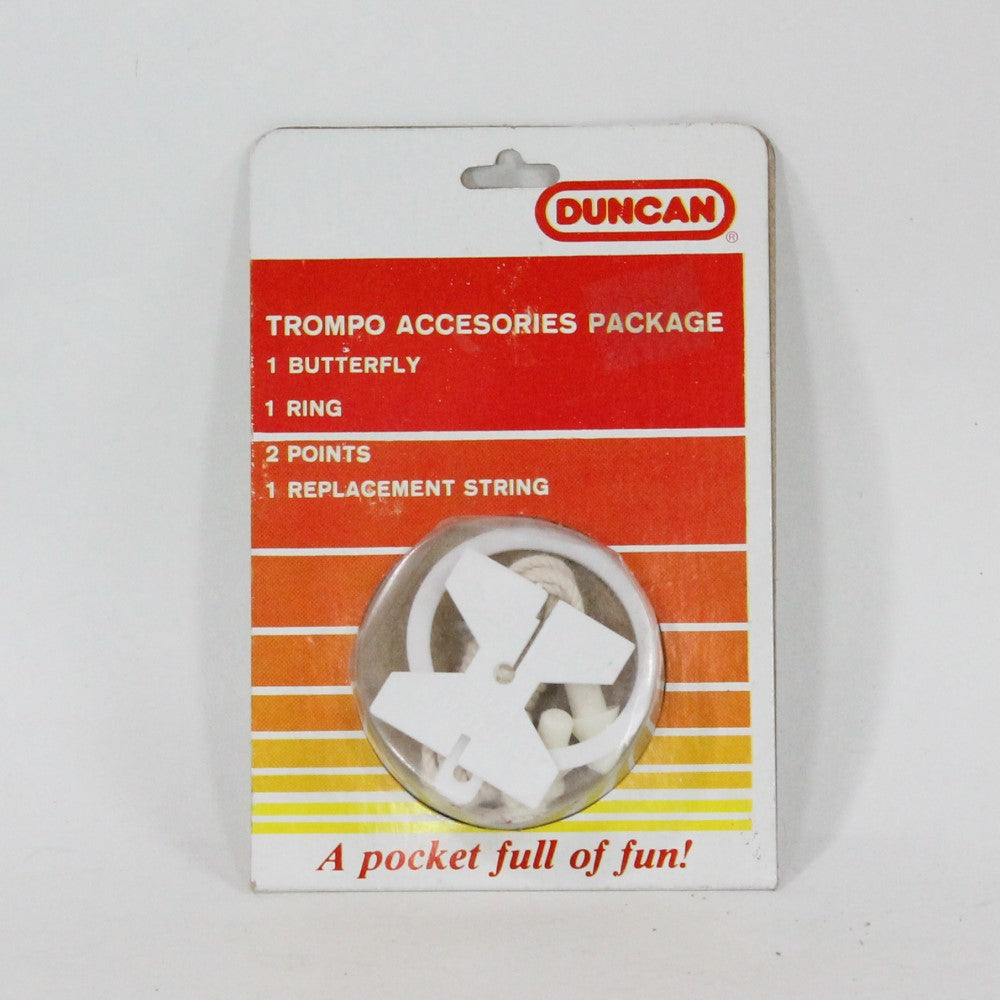 DUNCAN®
TROMPO ACCESORIES PACKAGE
1 BUTTERFLY
1 RING
2 POINTS
1 REPLACEMENT STRING
A pocket full of fun!